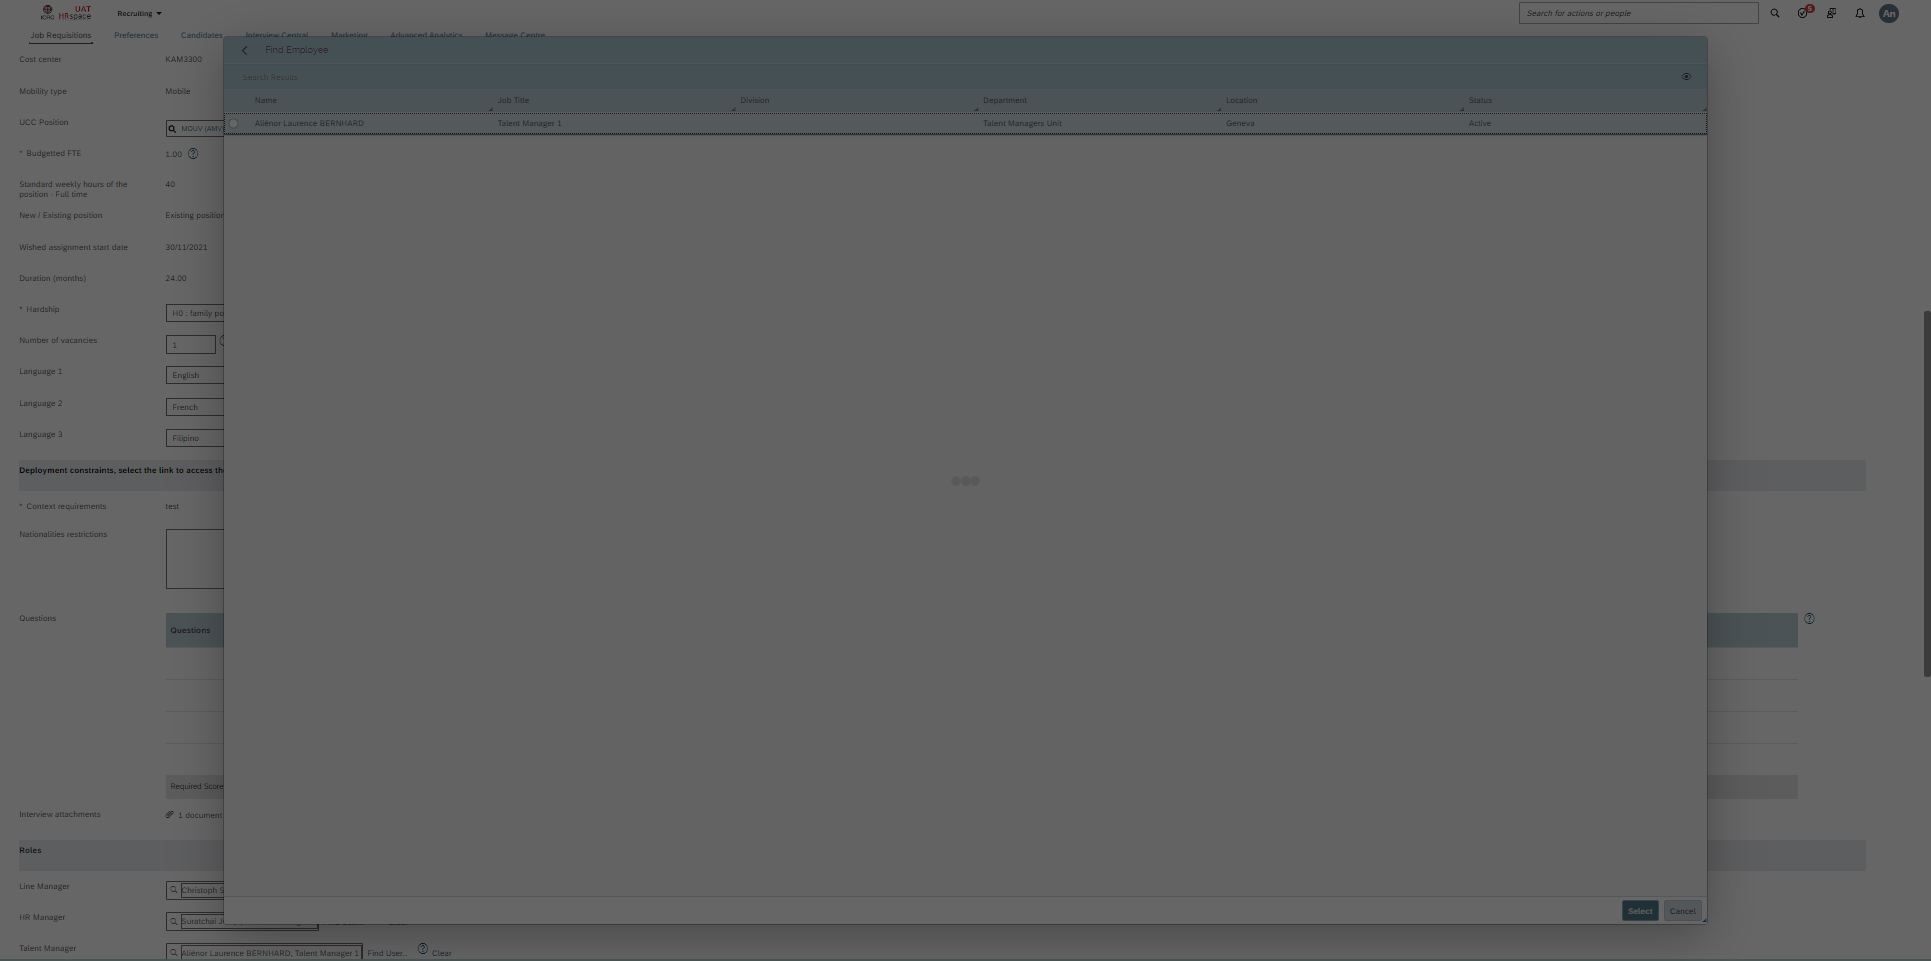 UAT
ICRC HRspace
Recruiting
Search for actions or people
5
An
Job Requisitions Preferences Candidates Interview Central Marketing Advanced Analytics Message Centre
Find Employee
Search Results
Name Job Title Division Department Location Status
Aliénor Laurence BERNHARD Talent Manager 1 Talent Managers Unit Geneva Active
Cost center KAM3300
Mobility type Mobile
UCC Position MOUV (AMV
* Budgetted FTE 1.00
Standard weekly hours of the
position - Full time
40
New / Existing position Existing position
Wished assignment start date 30/11/2021
Duration (months) 24.00
* Hardship H0 : family po
Number of vacancies 1
Language 1 English
Language 2 French
Language 3 Filipino
Deployment constraints, select the link to access th
* Context requirements test
Nationalities restrictions
Questions Questions
Required Score
Interview attachments 1 document
Roles
Line Manager Christoph S
HR Manager Suratchai J
Select Cancel
Talent Manager Aliénor Laurence BERNHARD, Talent Manager 1 Find User... Clear